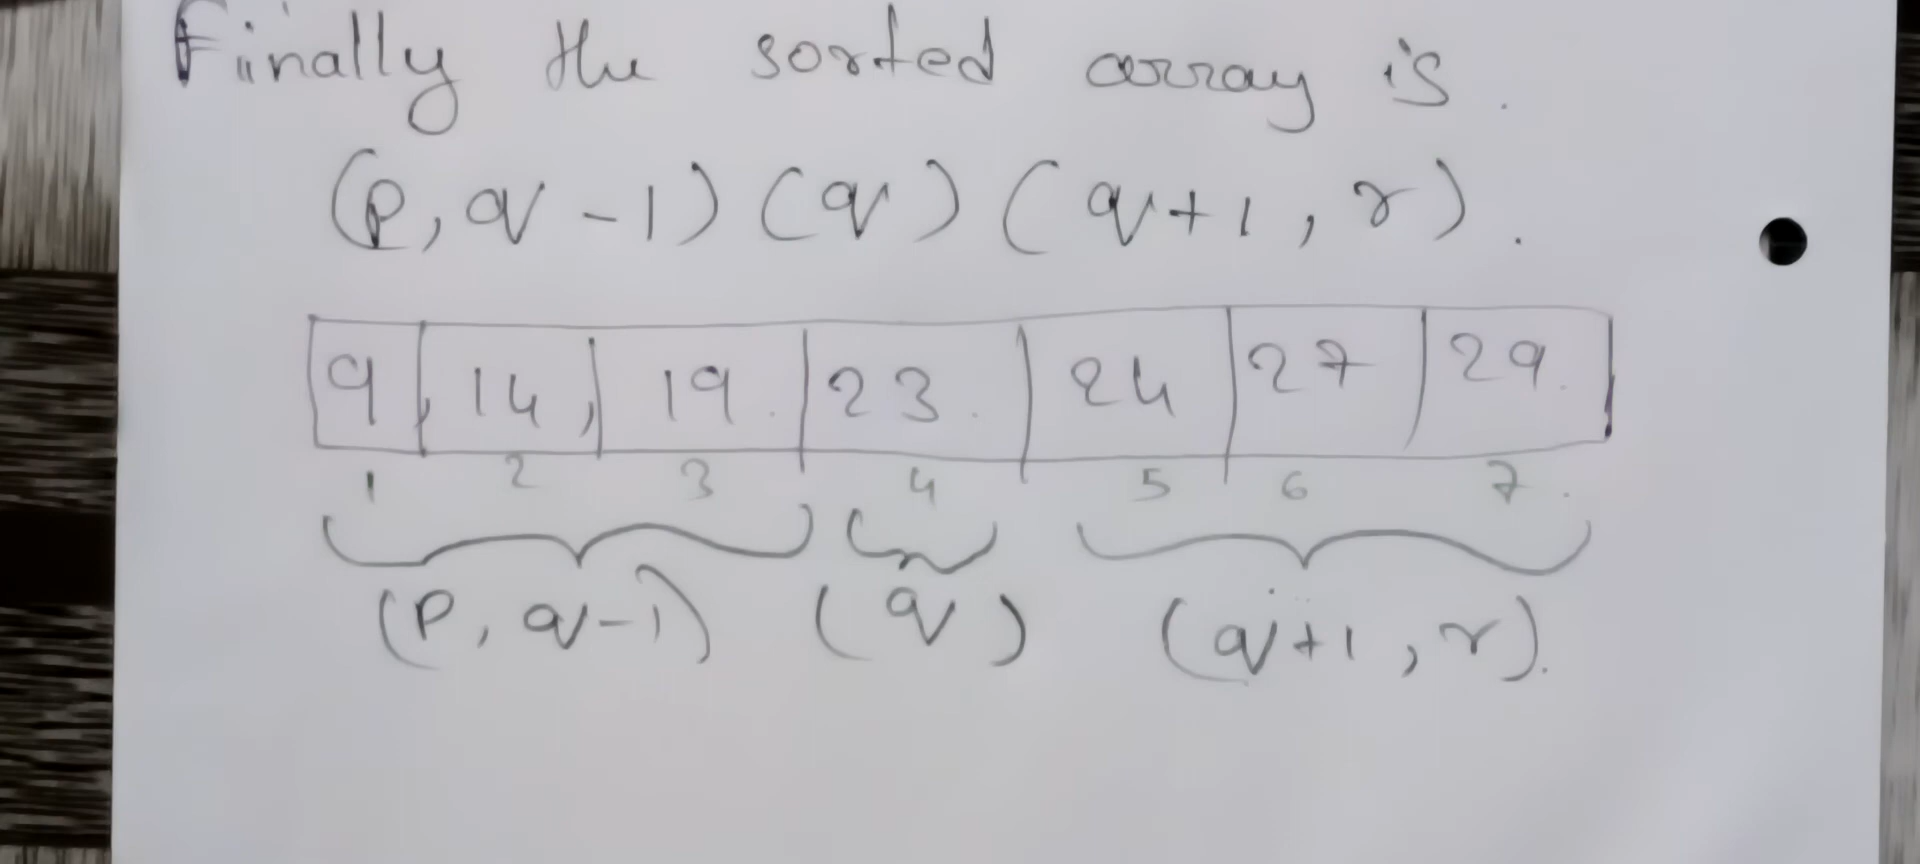 Finally the sorted array is.
(p, q-1) (q) (q+1, r).
9, 14, 19. 23. 24 27 29.
1 2 3 4 5 6 7.
(p, q-1) (q) (q+1, r).